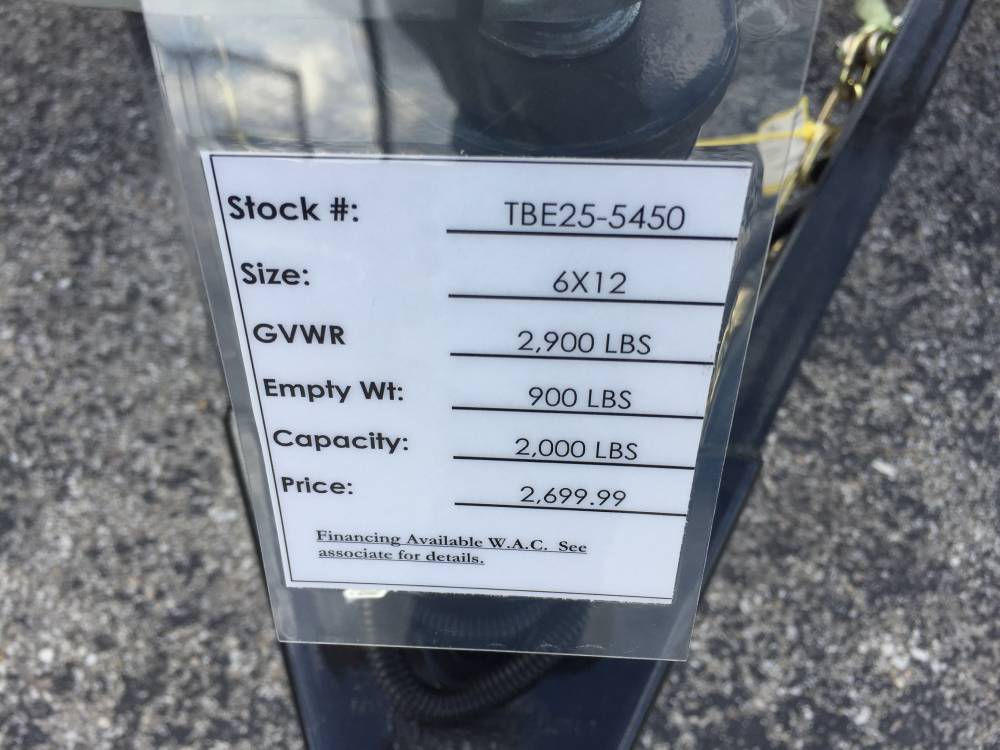 Stock #: TBE25-5450
Size: 6X12
GVWR 2,900 LBS
Empty Wt: 900 LBS
Capacity: 2,000 LBS
Price: 2,699.99
Financing Available W.A.C. See
associate for details.